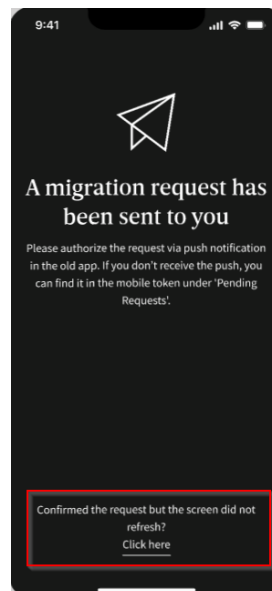 9:41
A migration request has
been sent to you
Please authorize the request via push notification
in the old app. If you don't receive the push, you
can find it in the mobile token under 'Pending
Requests'.
Confirmed the request but the screen did not
refresh?
Click here